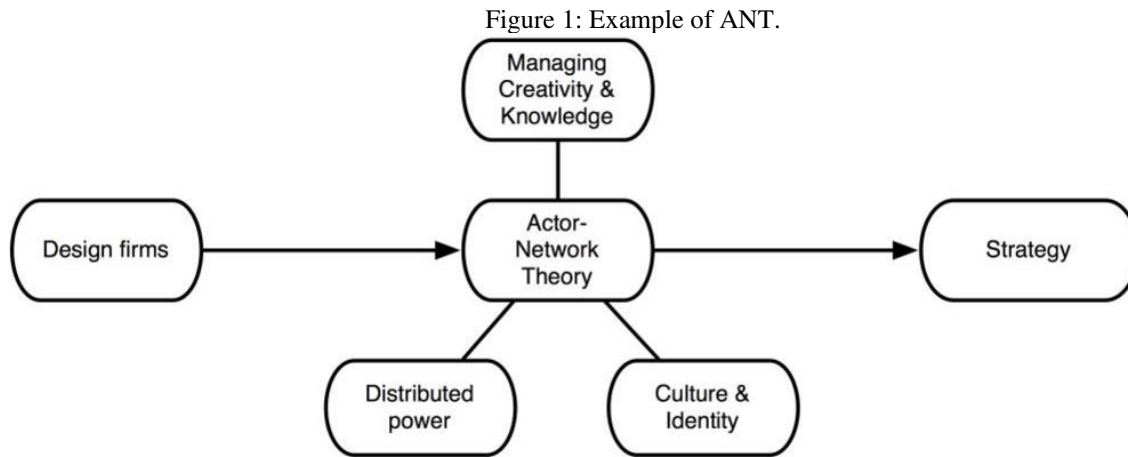 Figure 1: Example of ANT.
Managing
Creativity &
Knowledge
Design firms
Actor-
Network
Theory
Strategy
Distributed
power
Culture &
Identity